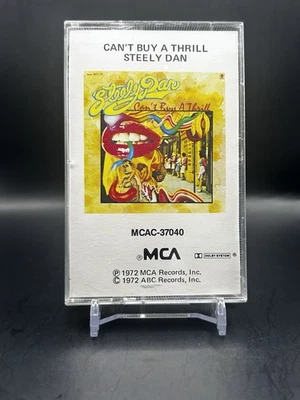 CAN'T BUY A THRILL
STEELY DAN
Steely Dan
Can't Buy A Thrill
MCAC-37040
MCA
DOLBY SYSTEM
Ⓟ1972 MCA Records, Inc.
©1972 ABC Records, Inc.